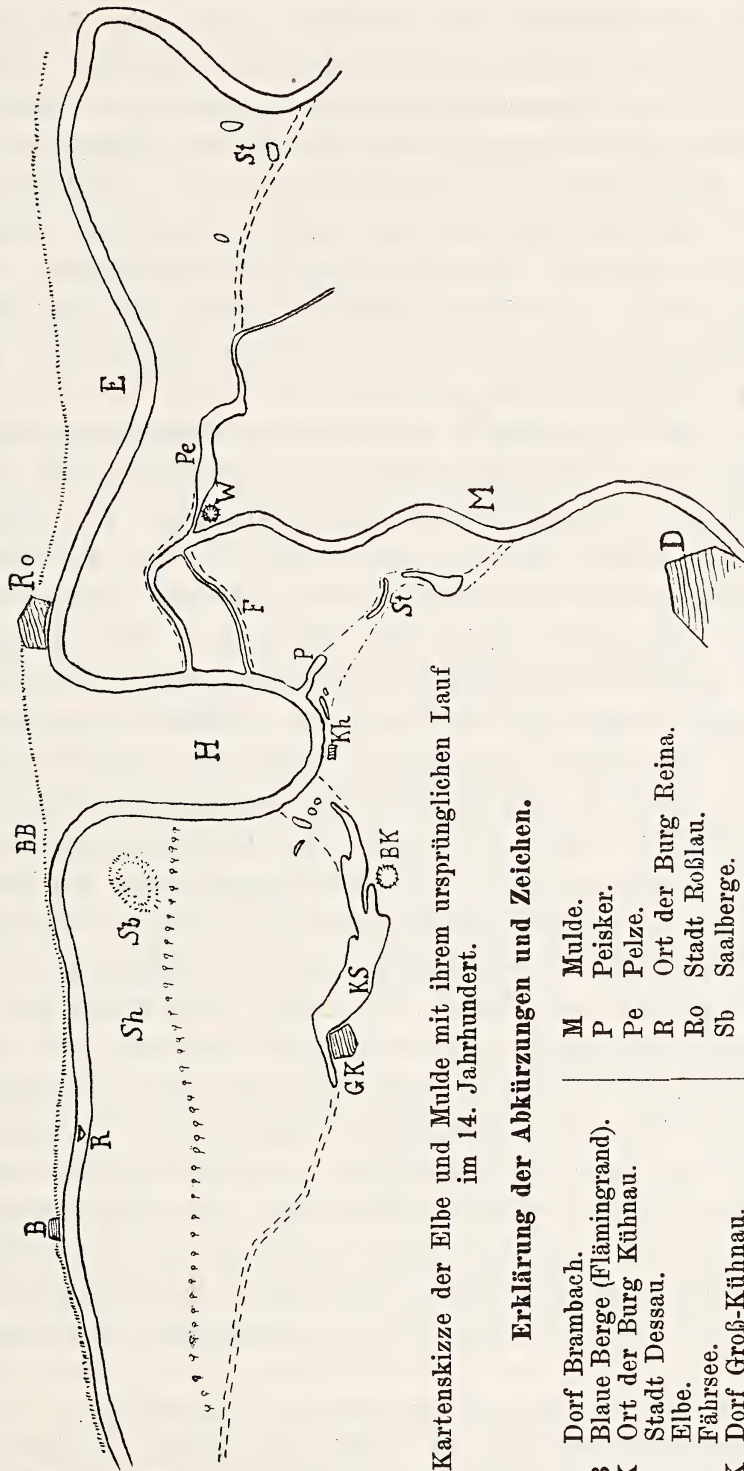 B
R
BB
Ro
E
Sh
Sb
H
Pe
W
St
F
P
St
M
Kh
BK
KS
GK
D
Kartenskizze der Elbe und Mulde mit ihrem ursprünglichen Lauf
im 14. Jahrhundert.
Erklärung der Abkürzungen und Zeichen.
Dorf Brambach.
B Blaue Berge (Flämingrand).
K Ort der Burg Kühnau.
Stadt Dessau.
Elbe.
Fährsee.
K Dorf Groß-Kühnau.
M Mulde.
P Peisker.
Pe Pelze.
R Ort der Burg Reina.
Ro Stadt Roßlau.
Sb Saalberge.